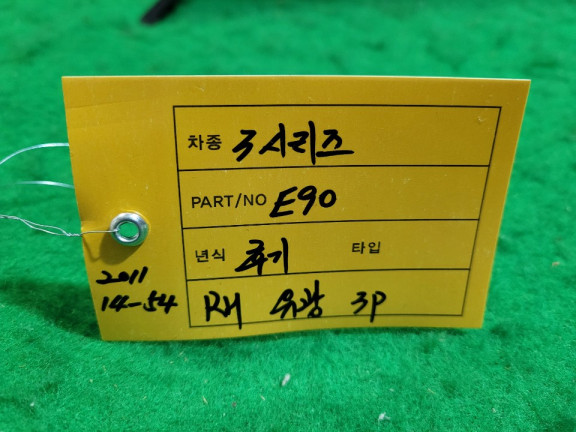 차종 3시리즈
PART/NO E90
년식 후기 타입
2011
14-54
RH 유광 3P